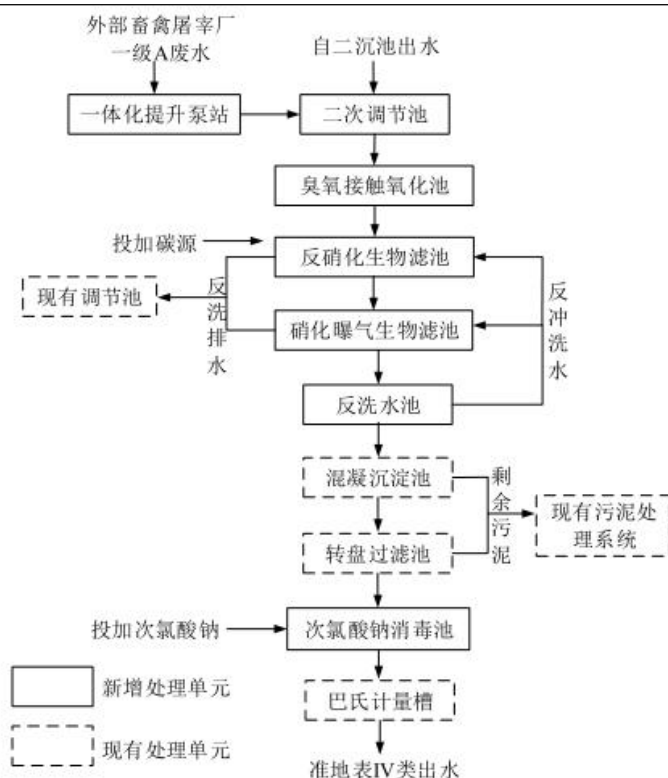 外部畜禽屠宰厂
一级A废水
自二沉池出水
一体化提升泵站
二次调节池
臭氧接触氧化池
投加碳源
反硝化生物滤池
现有调节池
反洗排水
反冲洗水
硝化曝气生物滤池
反洗水池
混凝沉淀池
剩余污泥
现有污泥处
理系统
转盘过滤池
投加次氯酸钠
次氯酸钠消毒池
新增处理单元
巴氏计量槽
现有处理单元
准地表IV类出水